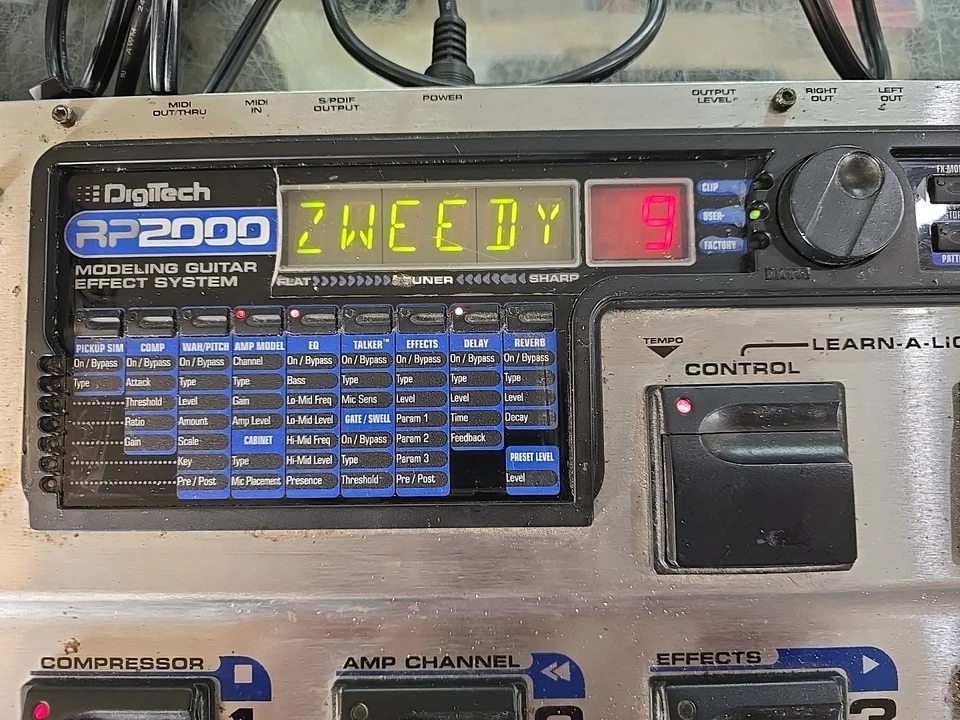 MIDI OUT/THRU
MIDI IN
S/PDIF OUTPUT
POWER
OUTPUT LEVEL
RIGHT OUT
LEFT OUT
DigiTech
RP2000
MODELING GUITAR
EFFECT SYSTEM
ZWEEDY
9
CLIP
USER
FACTORY
FLAT TUNER SHARP
PICKUP SIM
On / Bypass
Type
COMP
On / Bypass
Attack
Threshold
Ratio
Gain
WAH/PITCH
On / Bypass
Type
Level
Amount
Scale
Key
Pre / Post
AMP MODEL
Channel
Type
Gain
Amp Level
CABINET
Type
Mic Placement
EQ
On / Bypass
Bass
Lo-Mid Freq
Lo-Mid Level
Hi-Mid Freq
Hi-Mid Level
Presence
TALKER™
On / Bypass
Type
Mic Sens
GATE / SWELL
On / Bypass
Type
Threshold
EFFECTS
On / Bypass
Type
Level
Param 1
Param 2
Param 3
Pre / Post
DELAY
On / Bypass
Type
Level
Time
Feedback
REVERB
On / Bypass
Type
Level
Decay
PRESET LEVEL
Level
TEMPO
LEARN-A-LIC
CONTROL
COMPRESSOR
1
AMP CHANNEL
EFFECTS
3